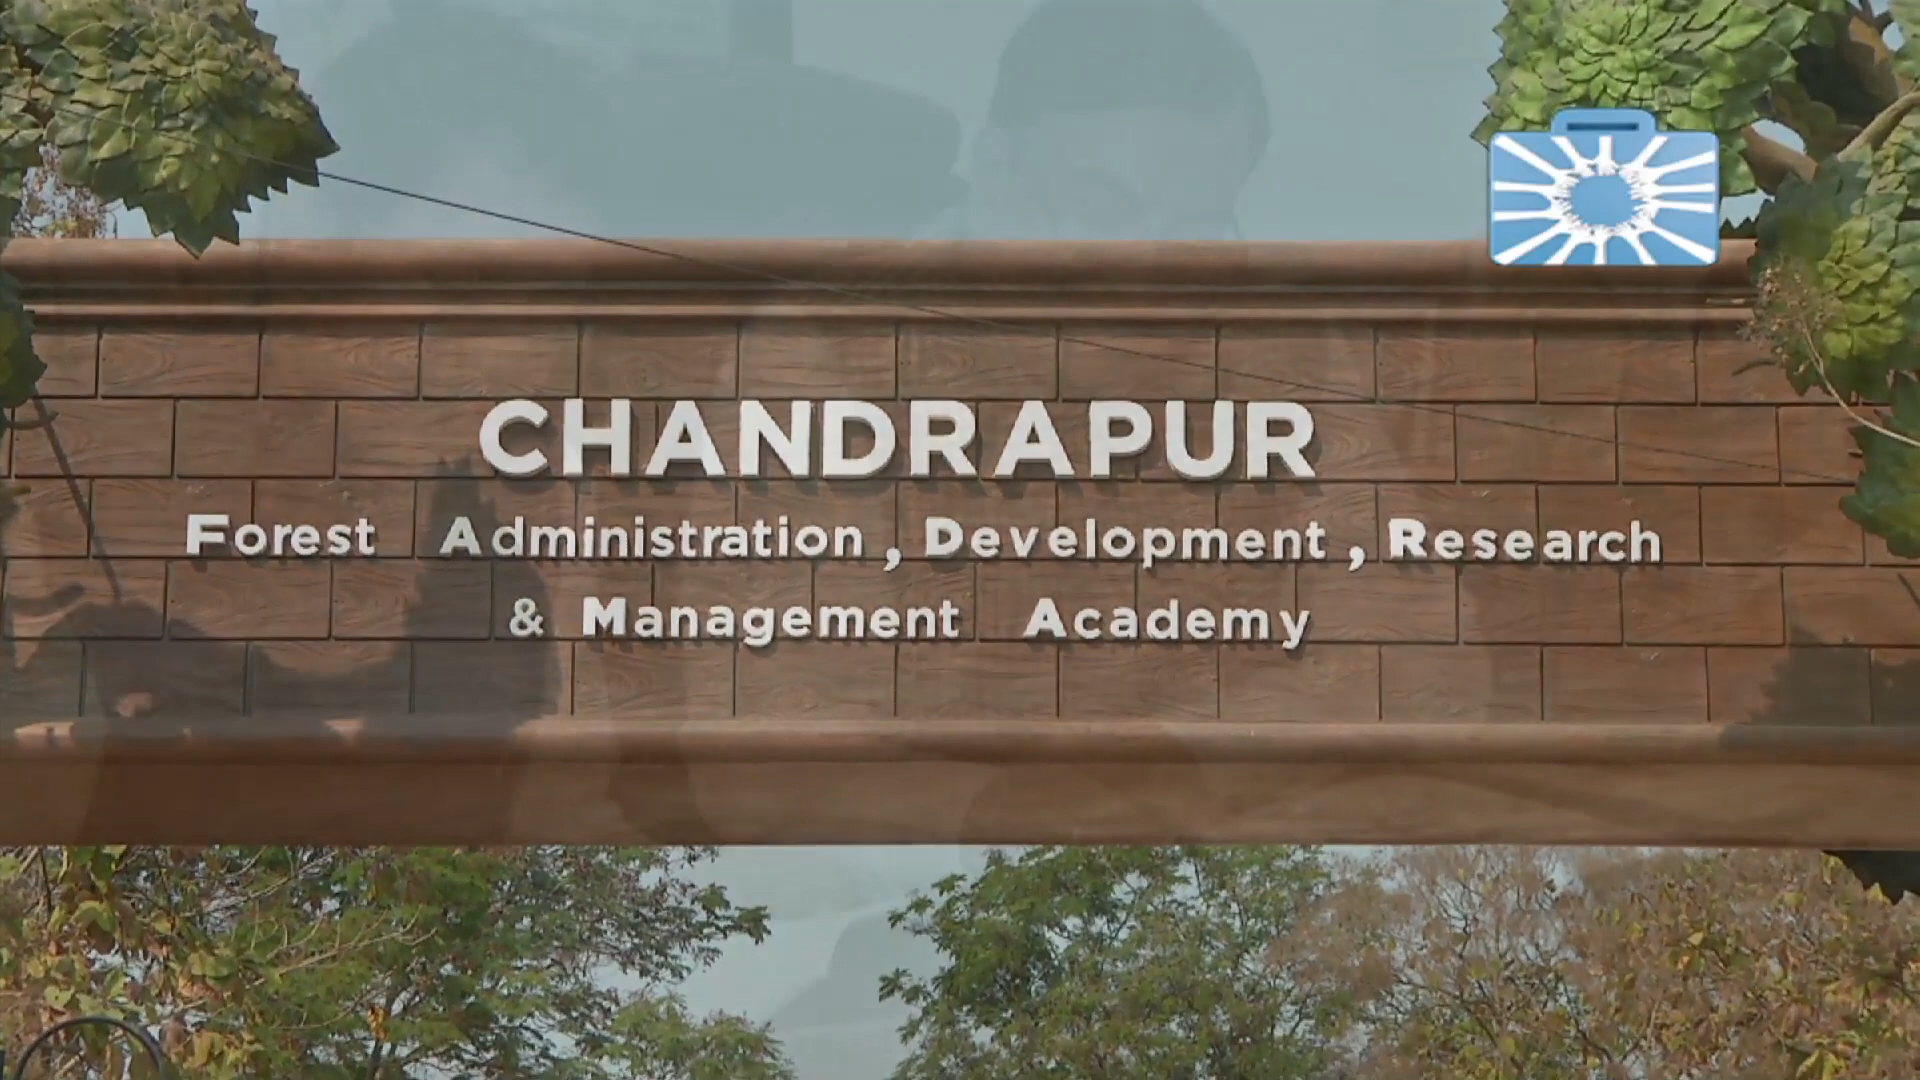 CHANDRAPUR
Forest Administration, Development, Research
& Management Academy